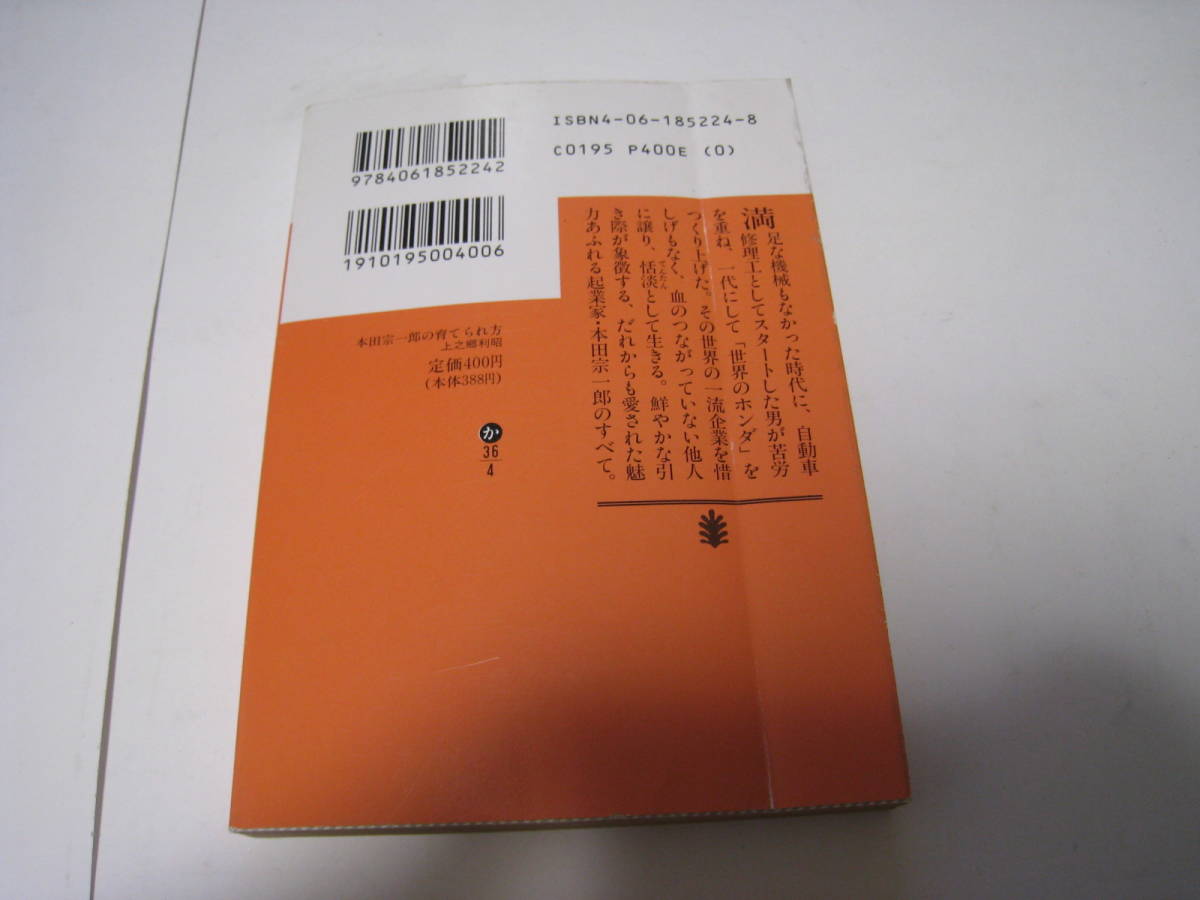 ISBN4-06-185224-8
C0195 P400E (0)
9784061852242
1910195004006
満足な機械もなかった時代に、自動車
修理工としてスタートした男が苦労
を重ね、一代にして「世界のホンダ」を
つくり上げた。その世界の一流企業を惜
しげもなく、血のつながっていない他人
に譲り、恬淡として生きる。鮮やかな引
てんたん
き際が象徴する、だれからも愛された魅
力あふれる起業家・本田宗一郎のすべて。
本田宗一郎の育てられ方
上之郷利昭
定価400円
(本体388円)
か
36
4